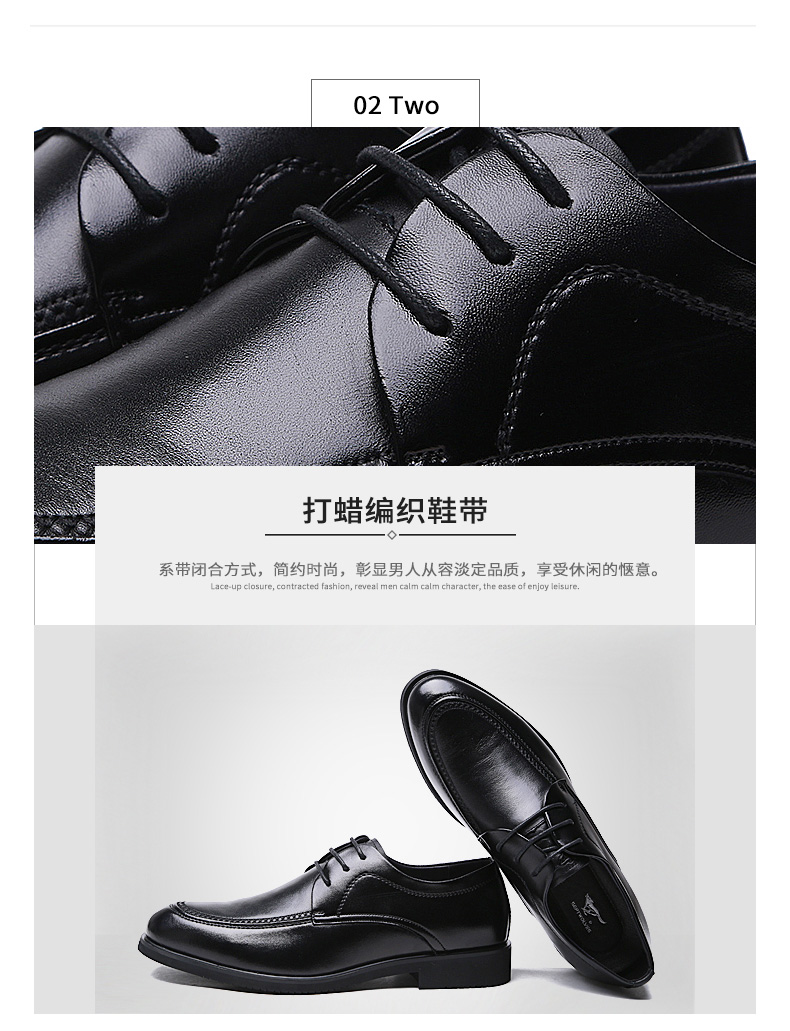 02 Two
打蜡编织鞋带
系带闭合方式，简约时尚，彰显男人从容淡定品质，享受休闲的惬意。
Lace-up closure, contracted fashion, reveal men calm calm character, the ease of enjoy leisure.